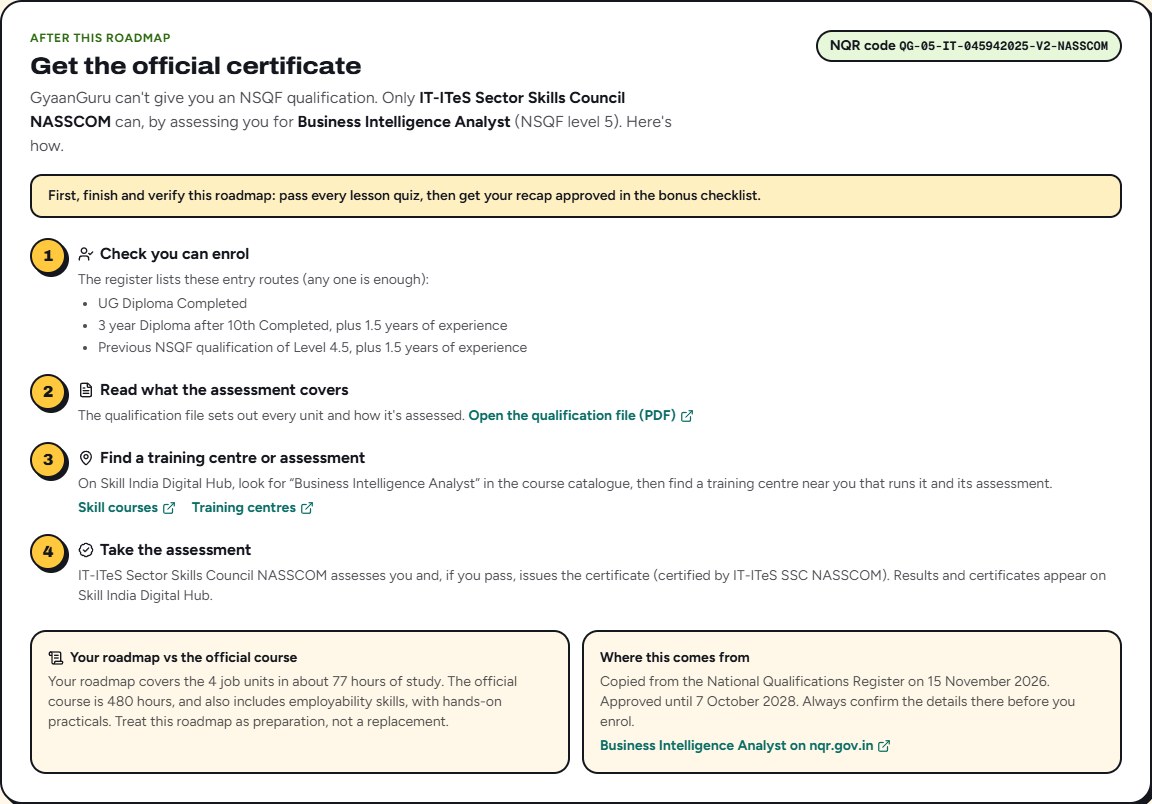 AFTER THIS ROADMAP
Get the official certificate
NQR code QG-05-IT-045942025-V2-NASSCOM
GyaanGuru can't give you an NSQF qualification. Only IT-ITeS Sector Skills Council
NASSCOM can, by assessing you for Business Intelligence Analyst (NSQF level 5). Here's
how.
First, finish and verify this roadmap: pass every lesson quiz, then get your recap approved in the bonus checklist.
1 Check you can enrol
The register lists these entry routes (any one is enough):
• UG Diploma Completed
• 3 year Diploma after 10th Completed, plus 1.5 years of experience
• Previous NSQF qualification of Level 4.5, plus 1.5 years of experience
2 Read what the assessment covers
The qualification file sets out every unit and how it's assessed. Open the qualification file (PDF)
3 Find a training centre or assessment
On Skill India Digital Hub, look for “Business Intelligence Analyst” in the course catalogue, then find a training centre near you that runs it and its assessment.
Skill courses Training centres
4 Take the assessment
IT-ITeS Sector Skills Council NASSCOM assesses you and, if you pass, issues the certificate (certified by IT-ITeS SSC NASSCOM). Results and certificates appear on
Skill India Digital Hub.
Your roadmap vs the official course
Your roadmap covers the 4 job units in about 77 hours of study. The official
course is 480 hours, and also includes employability skills, with hands-on
practicals. Treat this roadmap as preparation, not a replacement.
Where this comes from
Copied from the National Qualifications Register on 15 November 2026.
Approved until 7 October 2028. Always confirm the details there before you
enrol.
Business Intelligence Analyst on nqr.gov.in